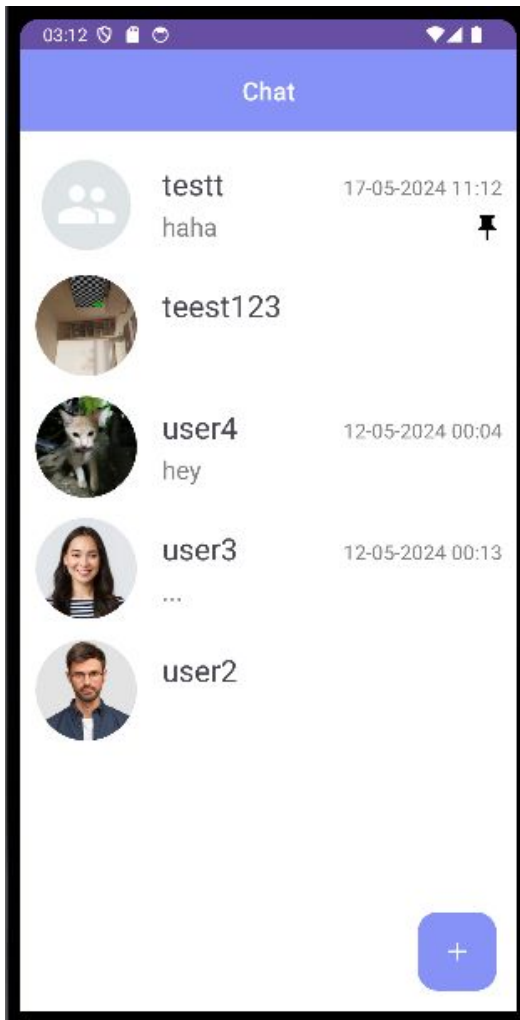 03:12
Chat
testt 17-05-2024 11:12
haha
teest123
user4 12-05-2024 00:04
hey
user3 12-05-2024 00:13
...
user2
+